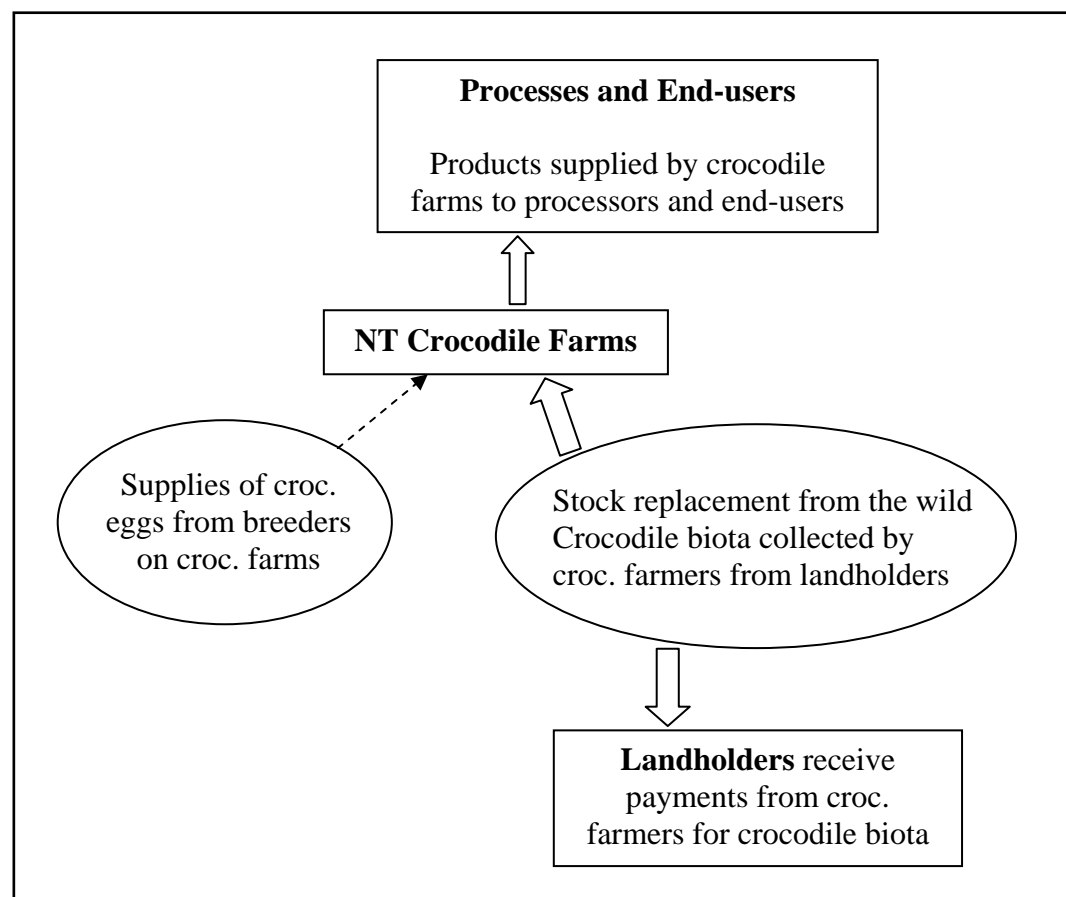 Processes and End-users
Products supplied by crocodile
farms to processors and end-users
NT Crocodile Farms
Supplies of croc.
eggs from breeders
on croc. farms
Stock replacement from the wild
Crocodile biota collected by
croc. farmers from landholders
Landholders receive
payments from croc.
farmers for crocodile biota